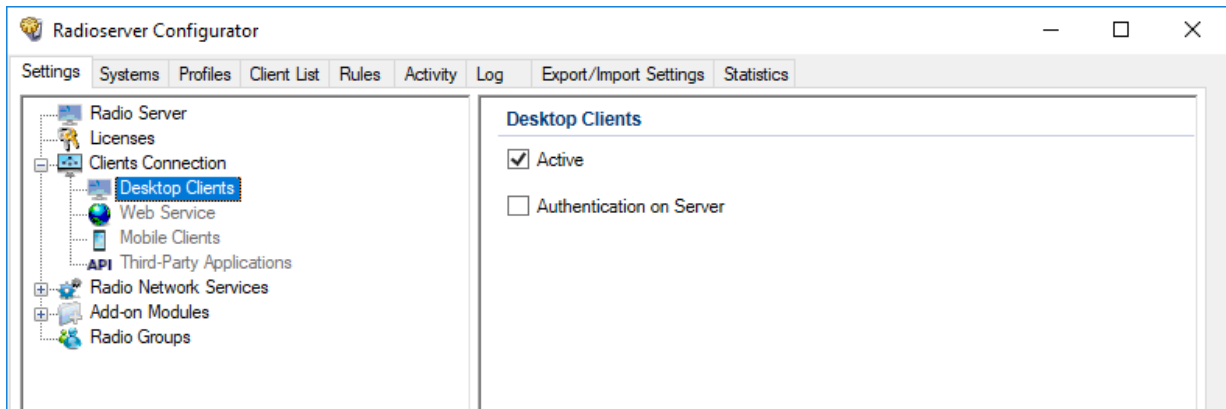 Radioserver Configurator
Settings Systems Profiles Client List Rules Activity Log Export/Import Settings Statistics
Radio Server
Licenses
Clients Connection
Desktop Clients
Web Service
Mobile Clients
API Third-Party Applications
Radio Network Services
Add-on Modules
Radio Groups
Desktop Clients
Active
Authentication on Server